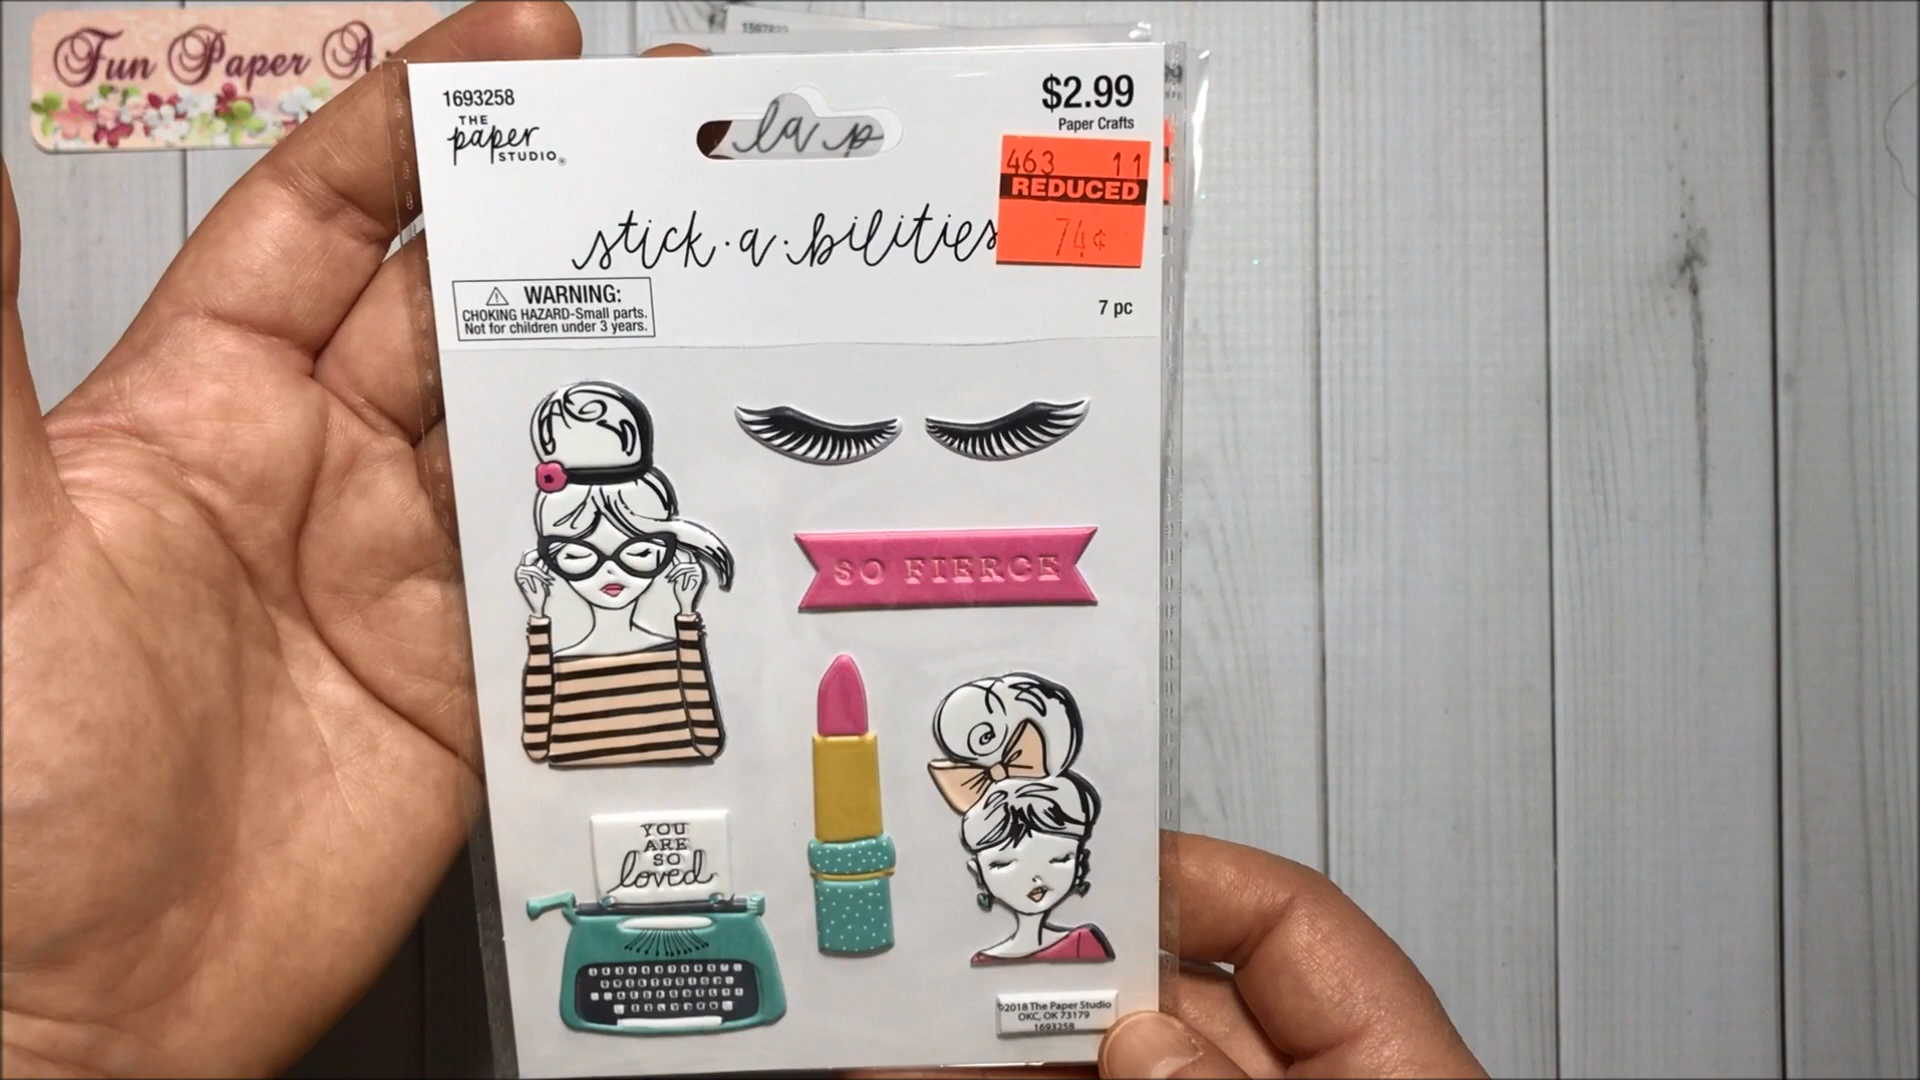 Fun Paper
1693258
THE
paper
STUDIO®
la p
$2.99
Paper Crafts
463 11
REDUCED
74¢
stick·a·bilities
⚠ WARNING:
CHOKING HAZARD-Small parts.
Not for children under 3 years.
7 pc
SO FIERCE
YOU
ARE
SO
loved
©2018 The Paper Studio
OKC, OK 73179
1693258